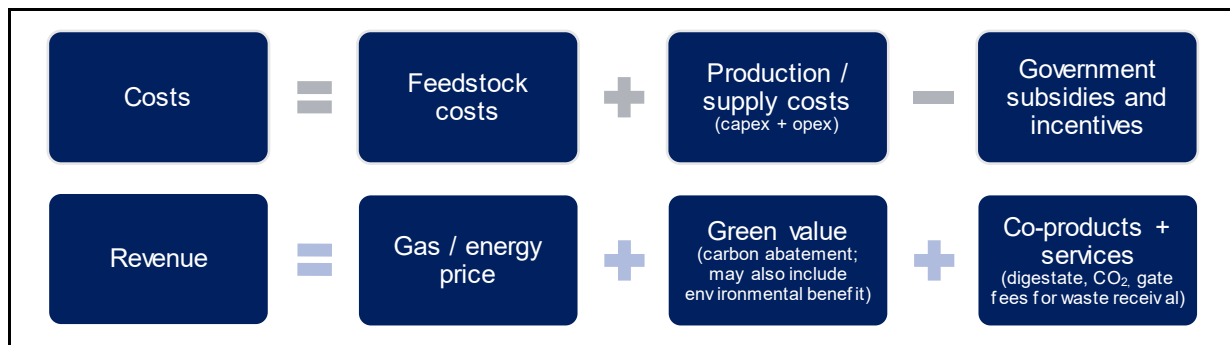 Costs
=
Feedstock
costs
+
Production /
supply costs
(capex + opex)
−
Government
subsidies and
incentives
Revenue
=
Gas / energy
price
+
Green value
(carbon abatement;
may also include
environmental benefit)
+
Co-products +
services
(digestate, CO₂, gate
fees for waste receival)